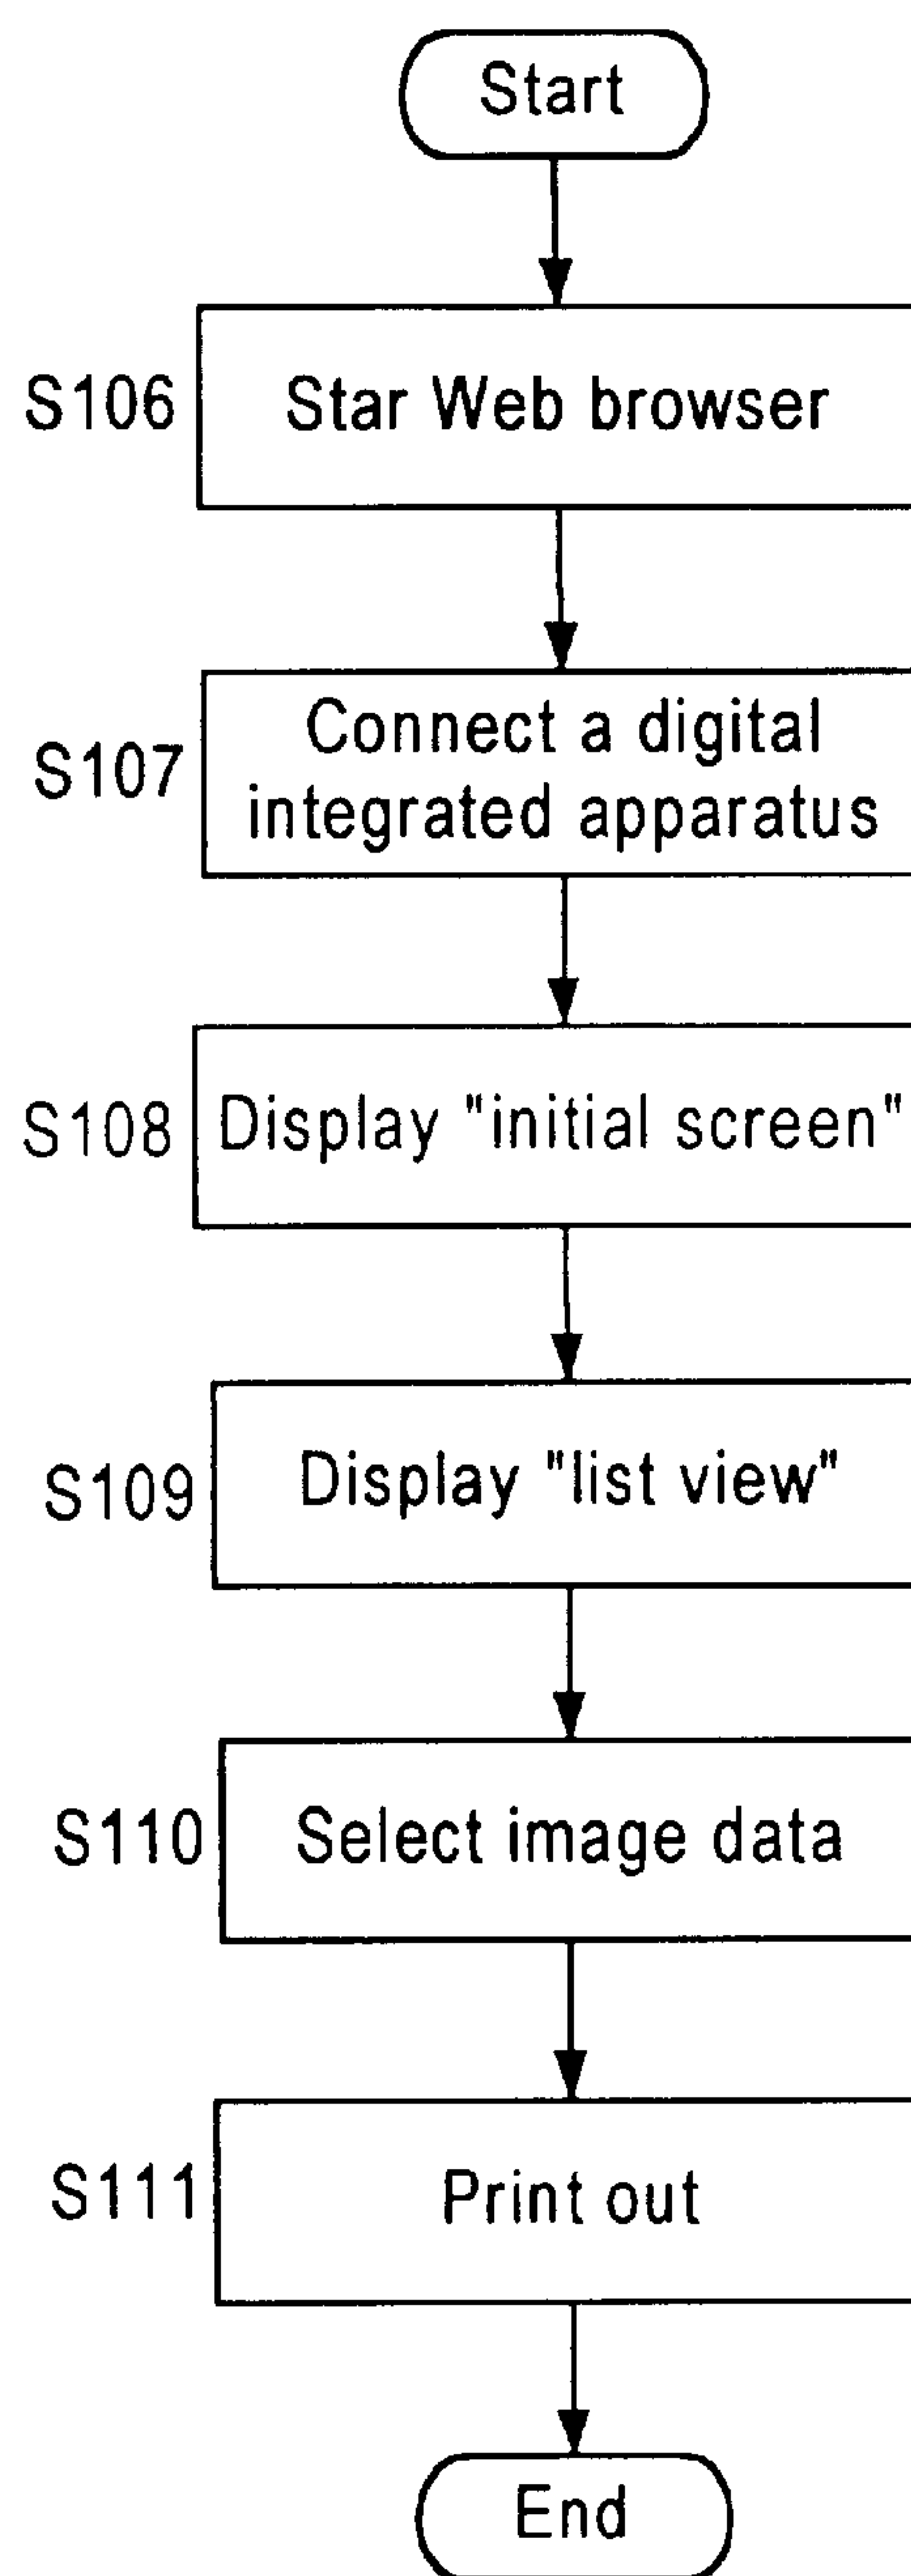 Start
S106 Star Web browser
S107 Connect a digital
integrated apparatus
S108 Display "initial screen"
S109 Display "list view"
S110 Select image data
S111 Print out
End